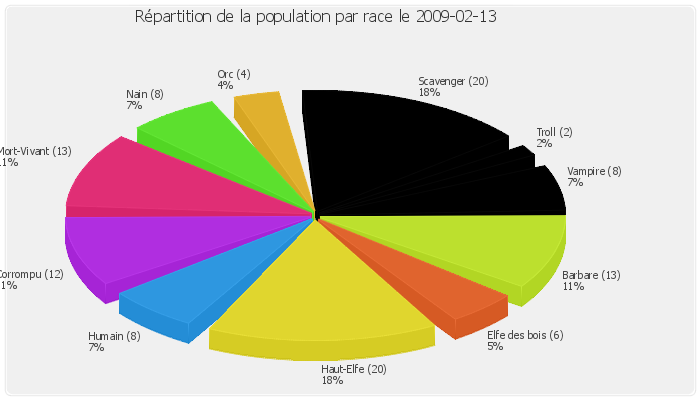 Répartition de la population par race le 2009-02-13
Orc (4)
4%
Scavenger (20)
18%
Nain (8)
7%
Troll (2)
2%
Mort-Vivant (13)
11%
Vampire (8)
7%
Corrompu (12)
11%
Barbare (13)
11%
Humain (8)
7%
Elfe des bois (6)
5%
Haut-Elfe (20)
18%